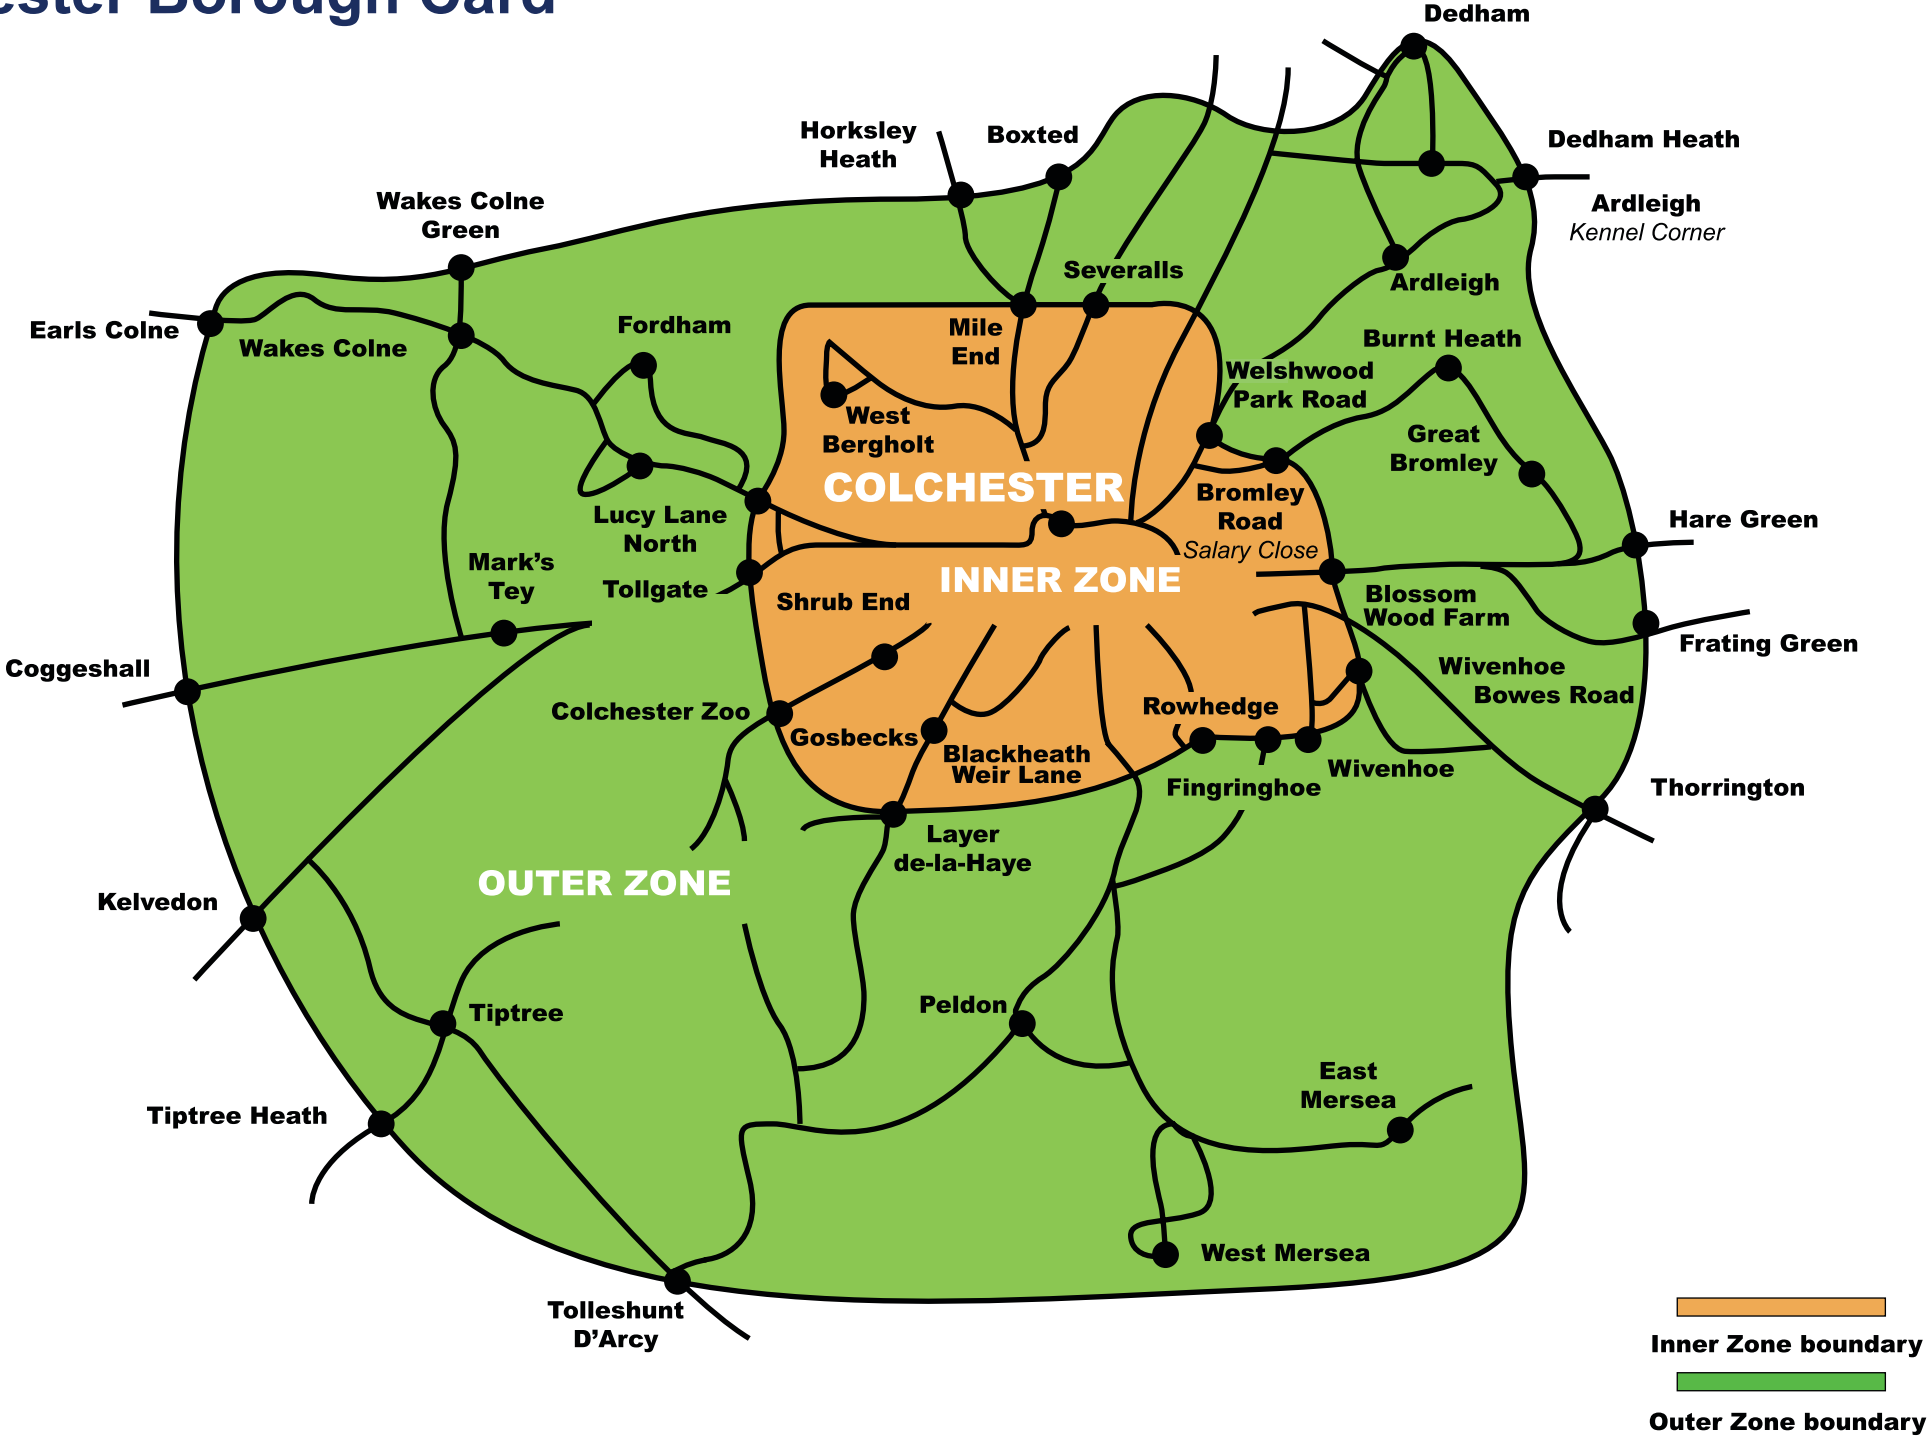 ster Borough Card
Dedham
Horksley
Heath
Boxted
Dedham Heath
Wakes Colne
Green
Ardleigh
Kennel Corner
Severalls
Ardleigh
Earls Colne
Wakes Colne
Fordham
Mile
End
Burnt Heath
Welshwood
Park Road
West
Bergholt
Great
Bromley
COLCHESTER
Bromley
Road
Salary Close
Lucy Lane
North
Hare Green
Mark's
Tey
Tollgate
INNER ZONE
Shrub End
Blossom
Wood Farm
Frating Green
Coggeshall
Wivenhoe
Bowes Road
Colchester Zoo
Rowhedge
Gosbecks
Blackheath
Weir Lane
Wivenhoe
Fingringhoe
Thorrington
Layer
de-la-Haye
OUTER ZONE
Kelvedon
Tiptree
Peldon
East
Mersea
Tiptree Heath
West Mersea
Tolleshunt
D’Arcy
Inner Zone boundary
Outer Zone boundary